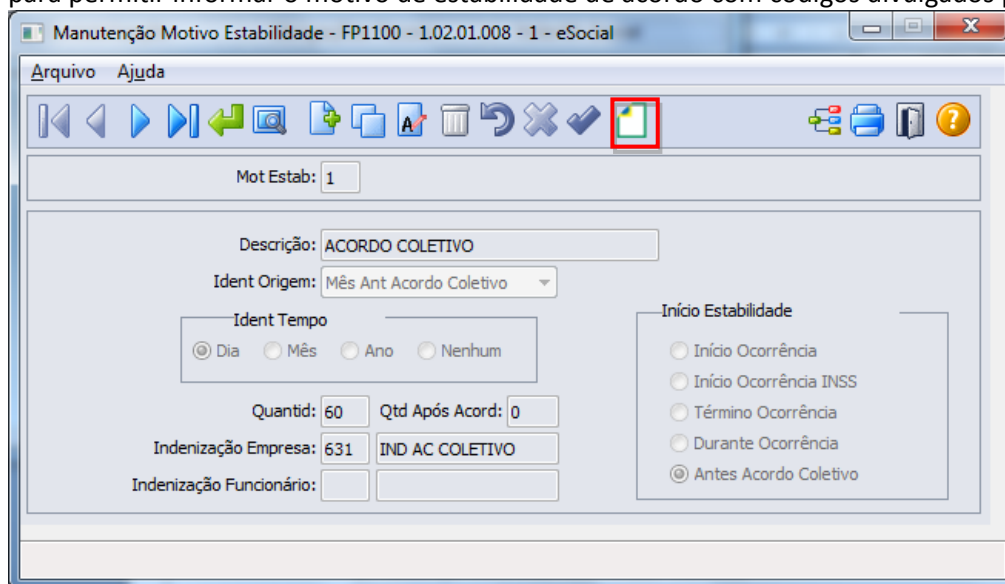 para permitir informar o motivo de estabilidade de acordo com códigos divulgados
Manutenção Motivo Estabilidade - FP1100 - 1.02.01.008 - 1 - eSocial
Arquivo Ajuda
Mot Estab: 1
Descrição: ACORDO COLETIVO
Ident Origem: Mês Ant Acordo Coletivo
Ident Tempo
Dia Mês Ano Nenhum
Quantid: 60 Qtd Após Acord: 0
Indenização Empresa: 631 IND AC COLETIVO
Indenização Funcionário:
Início Estabilidade
Início Ocorrência
Início Ocorrência INSS
Término Ocorrência
Durante Ocorrência
Antes Acordo Coletivo